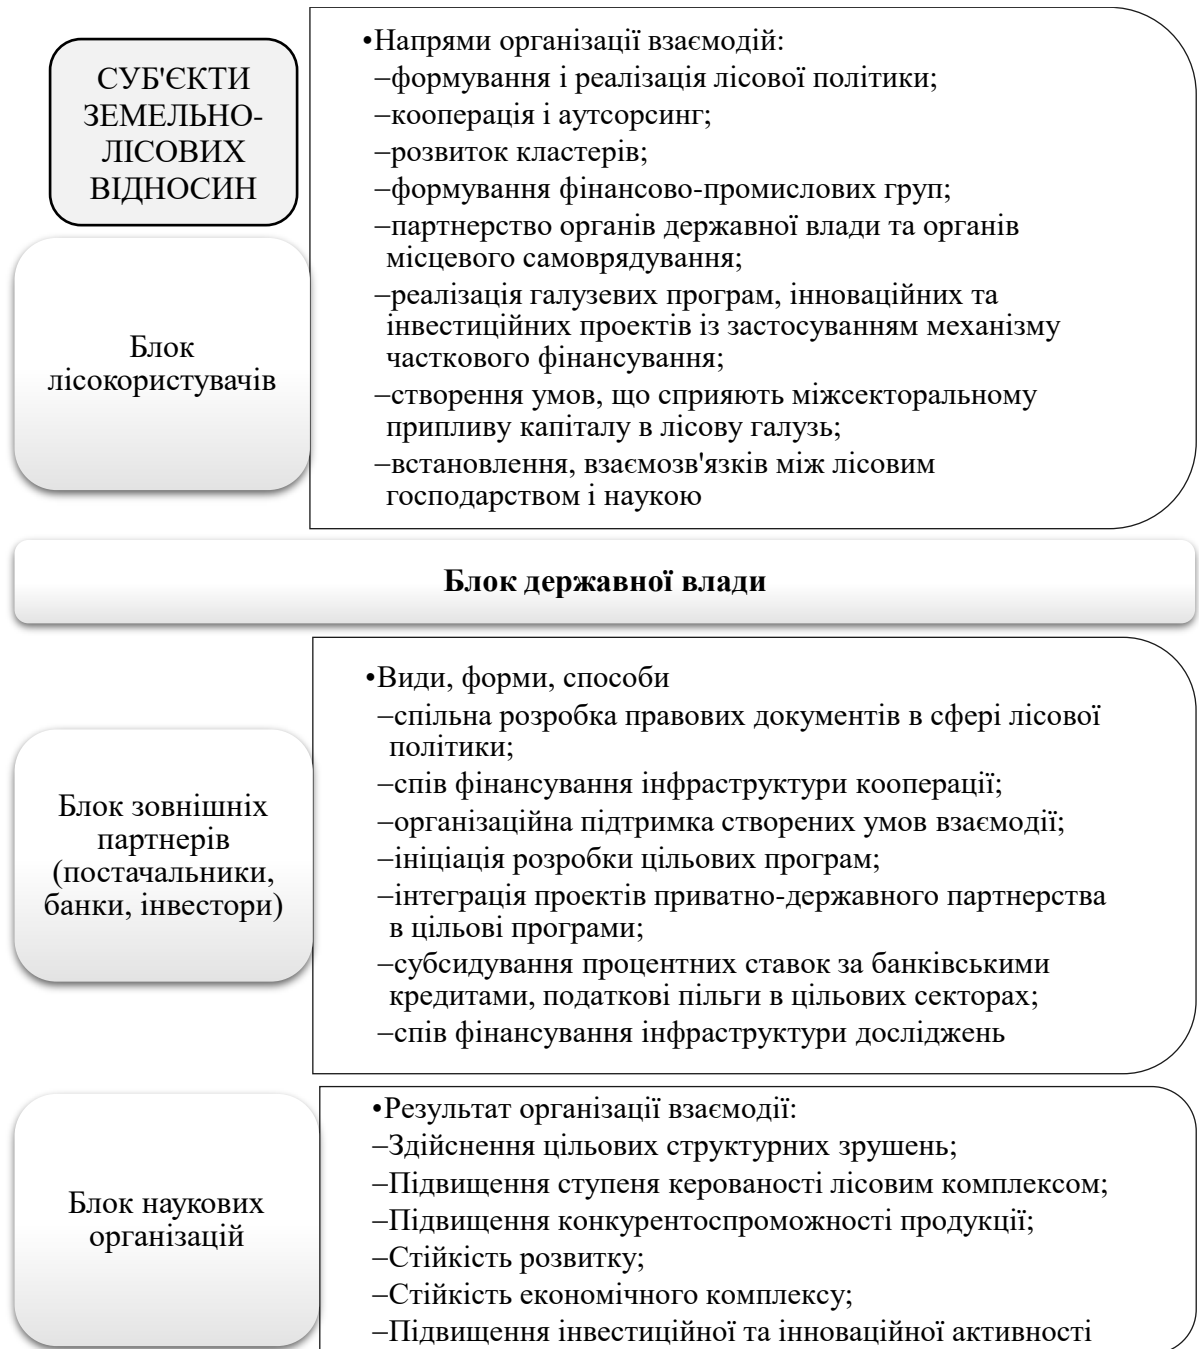 СУБ'ЄКТИ
ЗЕМЕЛЬНО-
ЛІСОВИХ
ВІДНОСИН
•Напрями організації взаємодій:
–формування і реалізація лісової політики;
–кооперація і аутсорсинг;
–розвиток кластерів;
–формування фінансово-промислових груп;
–партнерство органів державної влади та органів
місцевого самоврядування;
–реалізація галузевих програм, інноваційних та
інвестиційних проектів із застосуванням механізму
часткового фінансування;
–створення умов, що сприяють міжсекторальному
припливу капіталу в лісову галузь;
–встановлення, взаємозв'язків між лісовим
господарством і наукою
Блок
лісокористувачів
Блок державної влади
Блок зовнішніх
партнерів
(постачальники,
банки, інвестори)
•Види, форми, способи
–спільна розробка правових документів в сфері лісової
політики;
–спів фінансування інфраструктури кооперації;
–організаційна підтримка створених умов взаємодії;
–ініціація розробки цільових програм;
–інтеграція проектів приватно-державного партнерства
в цільові програми;
–субсидування процентних ставок за банківськими
кредитами, податкові пільги в цільових секторах;
–спів фінансування інфраструктури досліджень
Блок наукових
організацій
•Результат організації взаємодії:
–Здійснення цільових структурних зрушень;
–Підвищення ступеня керованості лісовим комплексом;
–Підвищення конкурентоспроможності продукції;
–Стійкість розвитку;
–Стійкість економічного комплексу;
–Підвищення інвестиційної та інноваційної активності